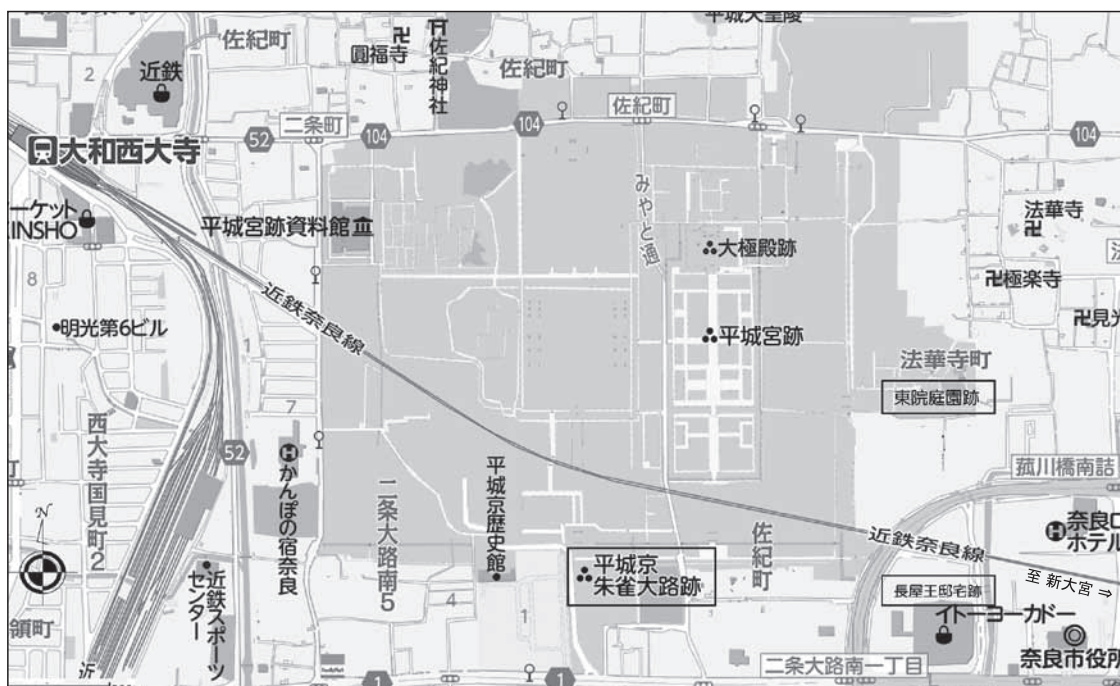 平城天皇陵
佐紀町
圓福寺
佐紀神社
佐紀町
2
近鉄
二条町
52
104
104
佐紀町
104
大和西大寺
ーケット
INSHO
平城宮跡資料館
みやと通
大極殿跡
法華寺
法
極楽寺
8
明光第6ビル
近鉄奈良線
平城宮跡
見光
1
法華寺町
東院庭園跡
7
西大寺国見町2
52
かんぽの宿奈良
二条大路南5
平城京歴史館
菰川橋南詰
佐紀町
近鉄奈良線
奈良ロ
ホテル
N
平城京
朱雀大路跡
至 新大宮 ⇒
長屋王邸宅跡
近鉄スポーツ
センター
4
1
イトーヨーカドー
領町
近
FamilyMart
1
1
二条大路南一丁目
奈良市役所